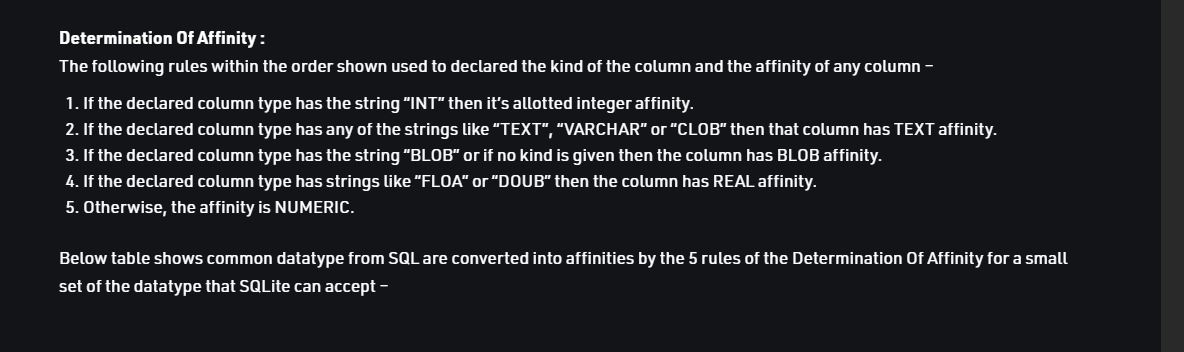 Determination Of Affinity :
The following rules within the order shown used to declared the kind of the column and the affinity of any column –
1. If the declared column type has the string “INT” then it’s allotted integer affinity.
2. If the declared column type has any of the strings like “TEXT”, “VARCHAR” or “CLOB” then that column has TEXT affinity.
3. If the declared column type has the string “BLOB” or if no kind is given then the column has BLOB affinity.
4. If the declared column type has strings like “FLOA” or “DOUB” then the column has REAL affinity.
5. Otherwise, the affinity is NUMERIC.
Below table shows common datatype from SQL are converted into affinities by the 5 rules of the Determination Of Affinity for a small
set of the datatype that SQLite can accept –